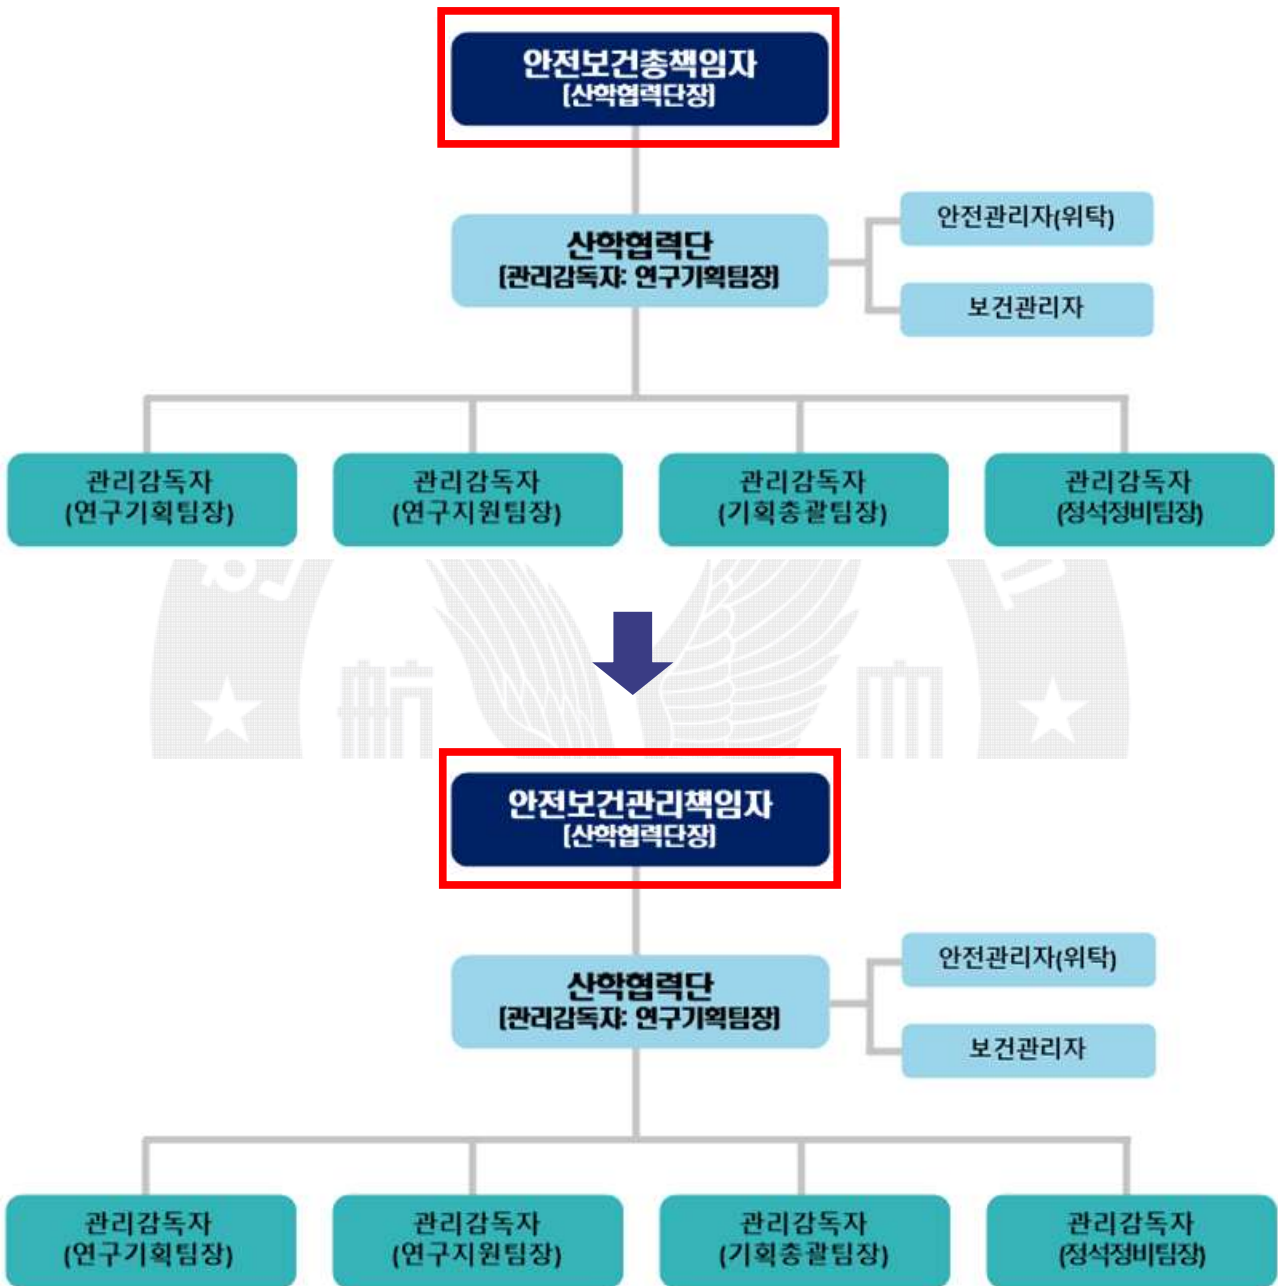 안전보건총책임자
[산학협력단장]
산학협력단
[관리감독자: 연구기획팀장]
안전관리자(위탁)
보건관리자
관리감독자
(연구기획팀장)
관리감독자
(연구지원팀장)
관리감독자
(기획총괄팀장)
관리감독자
(정석정비팀장)
안전보건관리책임자
[산학협력단장]
산학협력단
[관리감독자: 연구기획팀장]
안전관리자(위탁)
보건관리자
관리감독자
(연구기획팀장)
관리감독자
(연구지원팀장)
관리감독자
(기획총괄팀장)
관리감독자
(정석정비팀장)